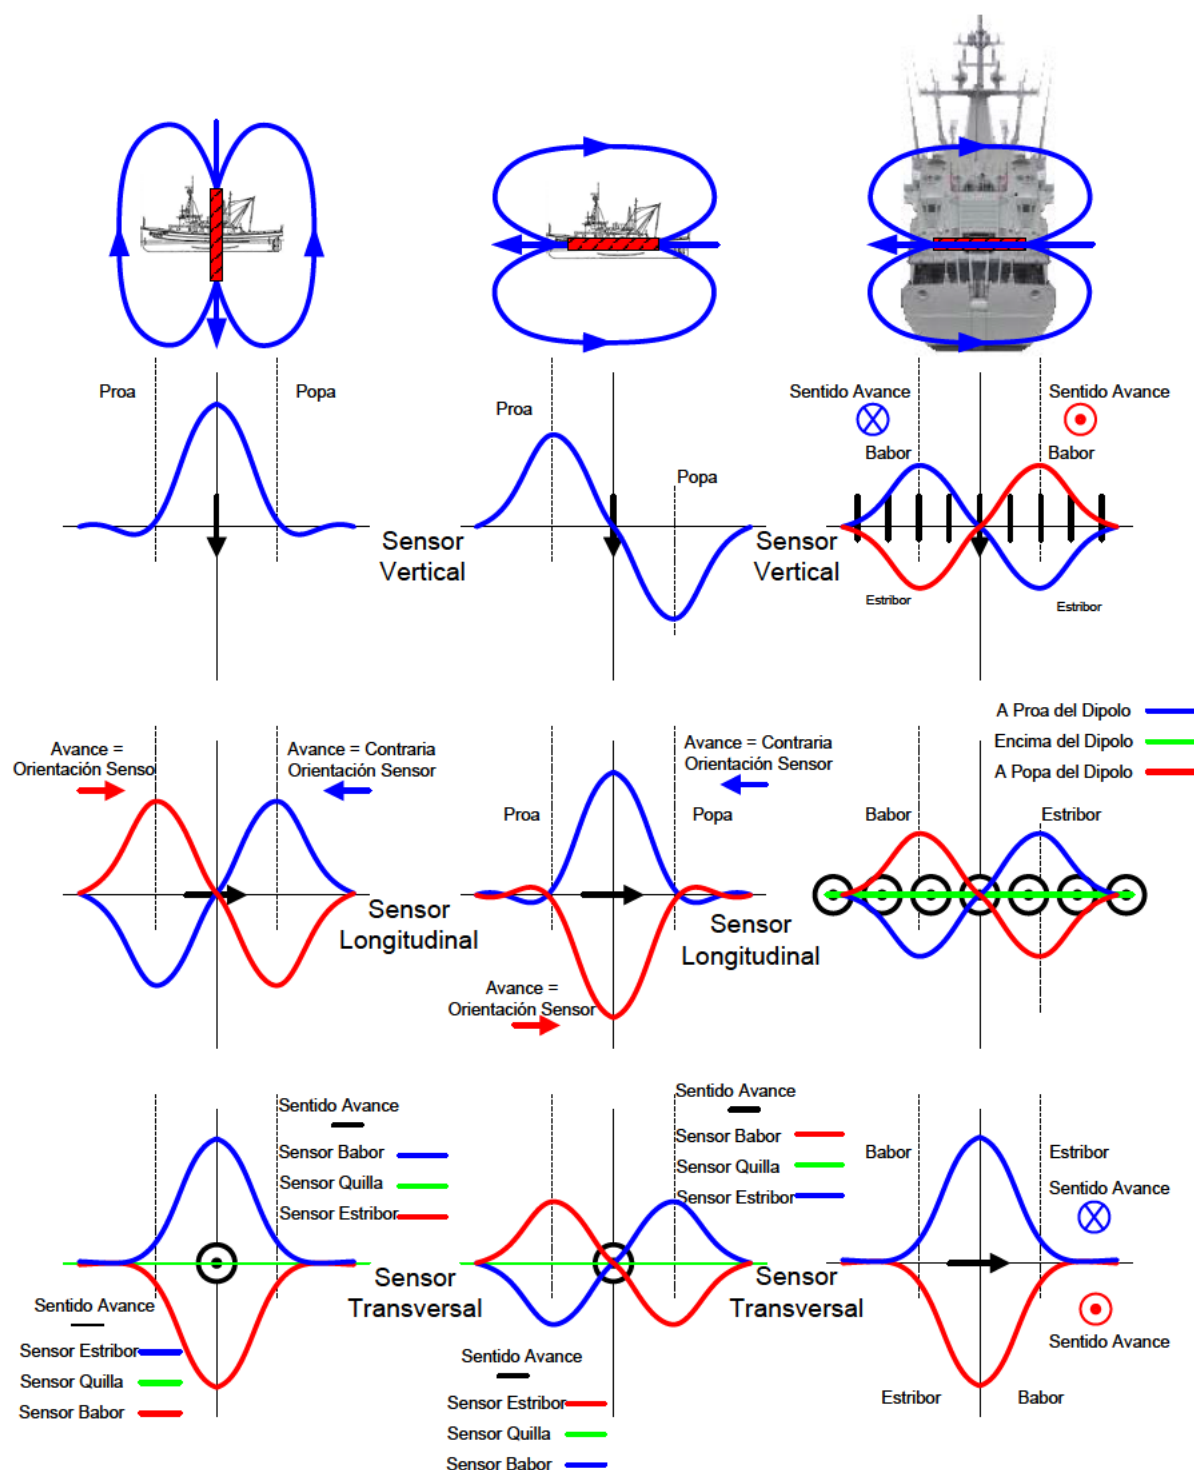 Proa
Popa
Proa
Popa
Sentido Avance
Sentido Avance
Babor
Babor
Sensor
Vertical
Sensor
Vertical
Estribor
Estribor
Avance =
Orientación Senso
Avance = Contraria
Orientación Sensor
Avance = Contraria
Orientación Sensor
A Proa del Dipolo
Encima del Dipolo
A Popa del Dipolo
Proa
Popa
Babor
Estribor
Sensor
Longitudinal
Sensor
Longitudinal
Avance =
Orientación Sensor
Sentido Avance
Sensor Babor
Sensor Quilla
Sensor Estribor
Sentido Avance
Sensor Babor
Sensor Quilla
Sensor Estribor
Babor
Estribor
Sentido Avance
Sensor
Transversal
Sensor
Transversal
Sentido Avance
Sentido Avance
Sensor Estribor
Sensor Quilla
Sensor Babor
Sentido Avance
Sensor Estribor
Sensor Quilla
Sensor Babor
Estribor
Babor